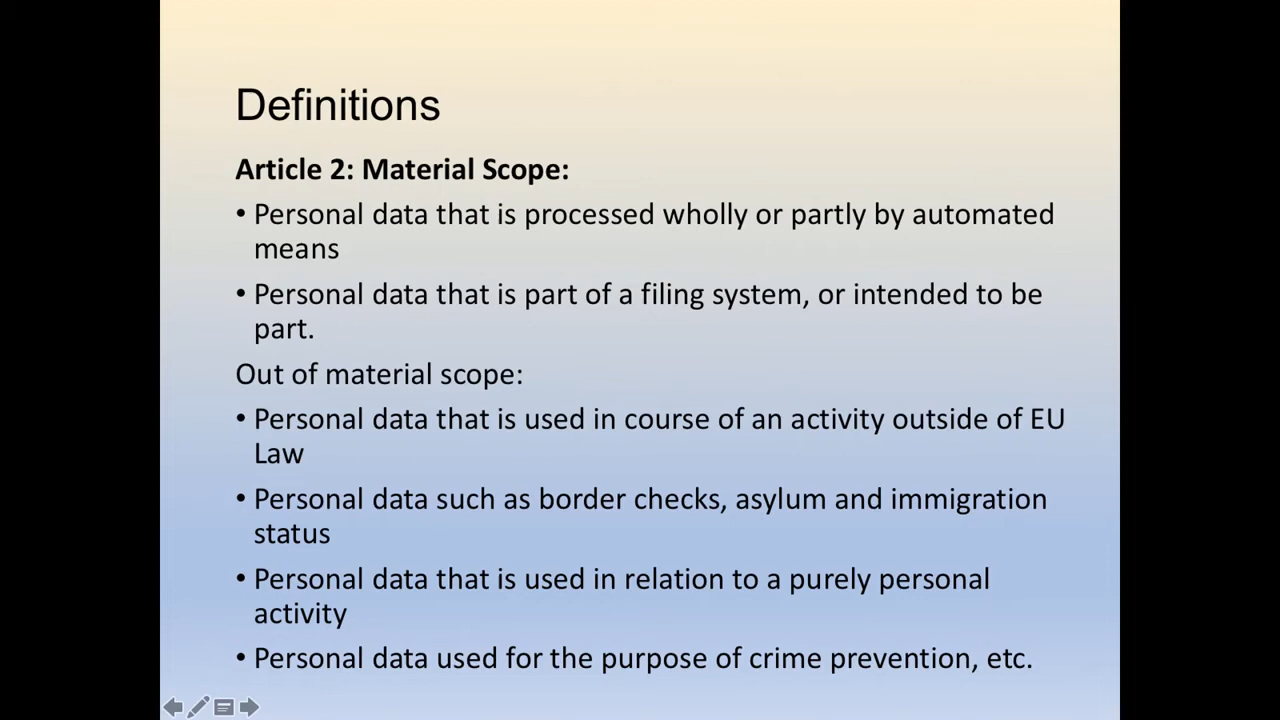 Definitions
Article 2: Material Scope:
• Personal data that is processed wholly or partly by automated
means
• Personal data that is part of a filing system, or intended to be
part.
Out of material scope:
• Personal data that is used in course of an activity outside of EU
Law
• Personal data such as border checks, asylum and immigration
status
• Personal data that is used in relation to a purely personal
activity
• Personal data used for the purpose of crime prevention, etc.